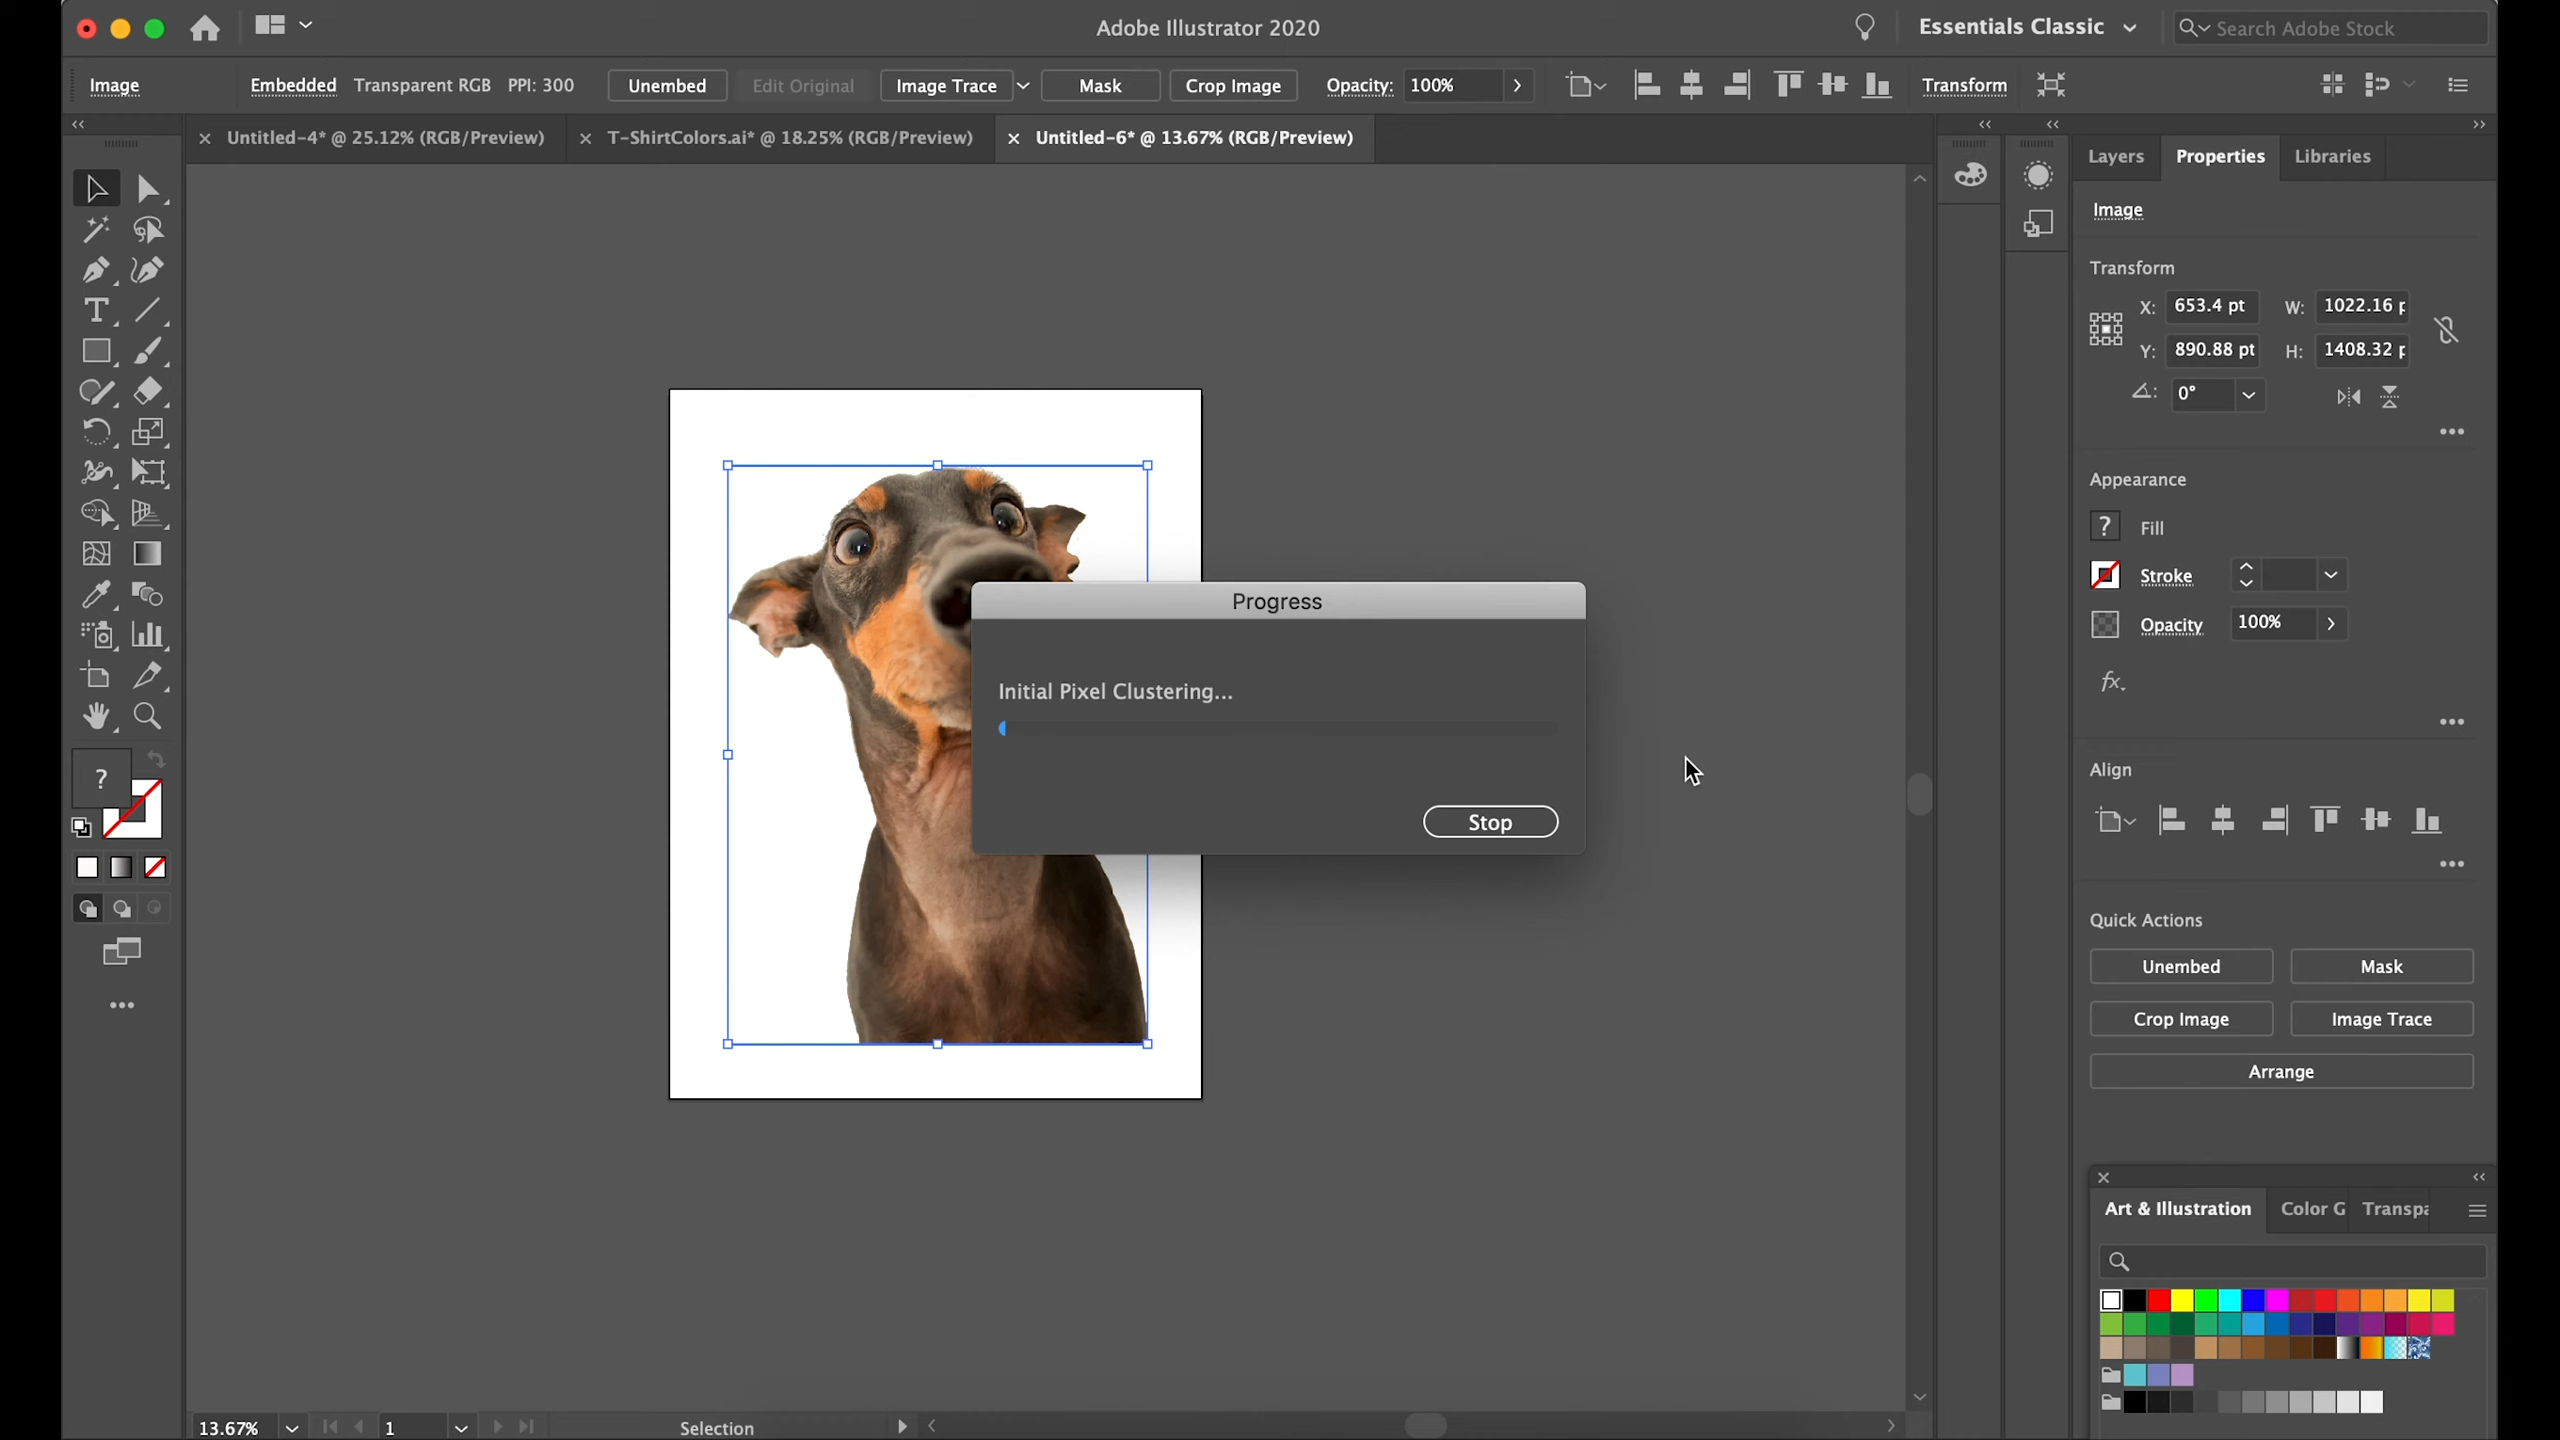 Adobe Illustrator 2020
Essentials Classic
Search Adobe Stock
Image
Embedded
Transparent RGB
PPI: 300
Unembed
Edit Original
Image Trace
Mask
Crop Image
Opacity:
100%
Transform
Untitled-4* @ 25.12% (RGB/Preview)
T-ShirtColors.ai* @ 18.25% (RGB/Preview)
Untitled-6* @ 13.67% (RGB/Preview)
Layers
Properties
Libraries
Image
Transform
X:
653.4 pt
W:
1022.16 p
Y:
890.88 pt
H:
1408.32 p
0°
Appearance
?
Fill
Stroke
Opacity
100%
fx.
Progress
Initial Pixel Clustering...
Stop
?
Align
Quick Actions
Unembed
Mask
Crop Image
Image Trace
Arrange
Art & Illustration
Color G
Transpa
13.67%
1
Selection